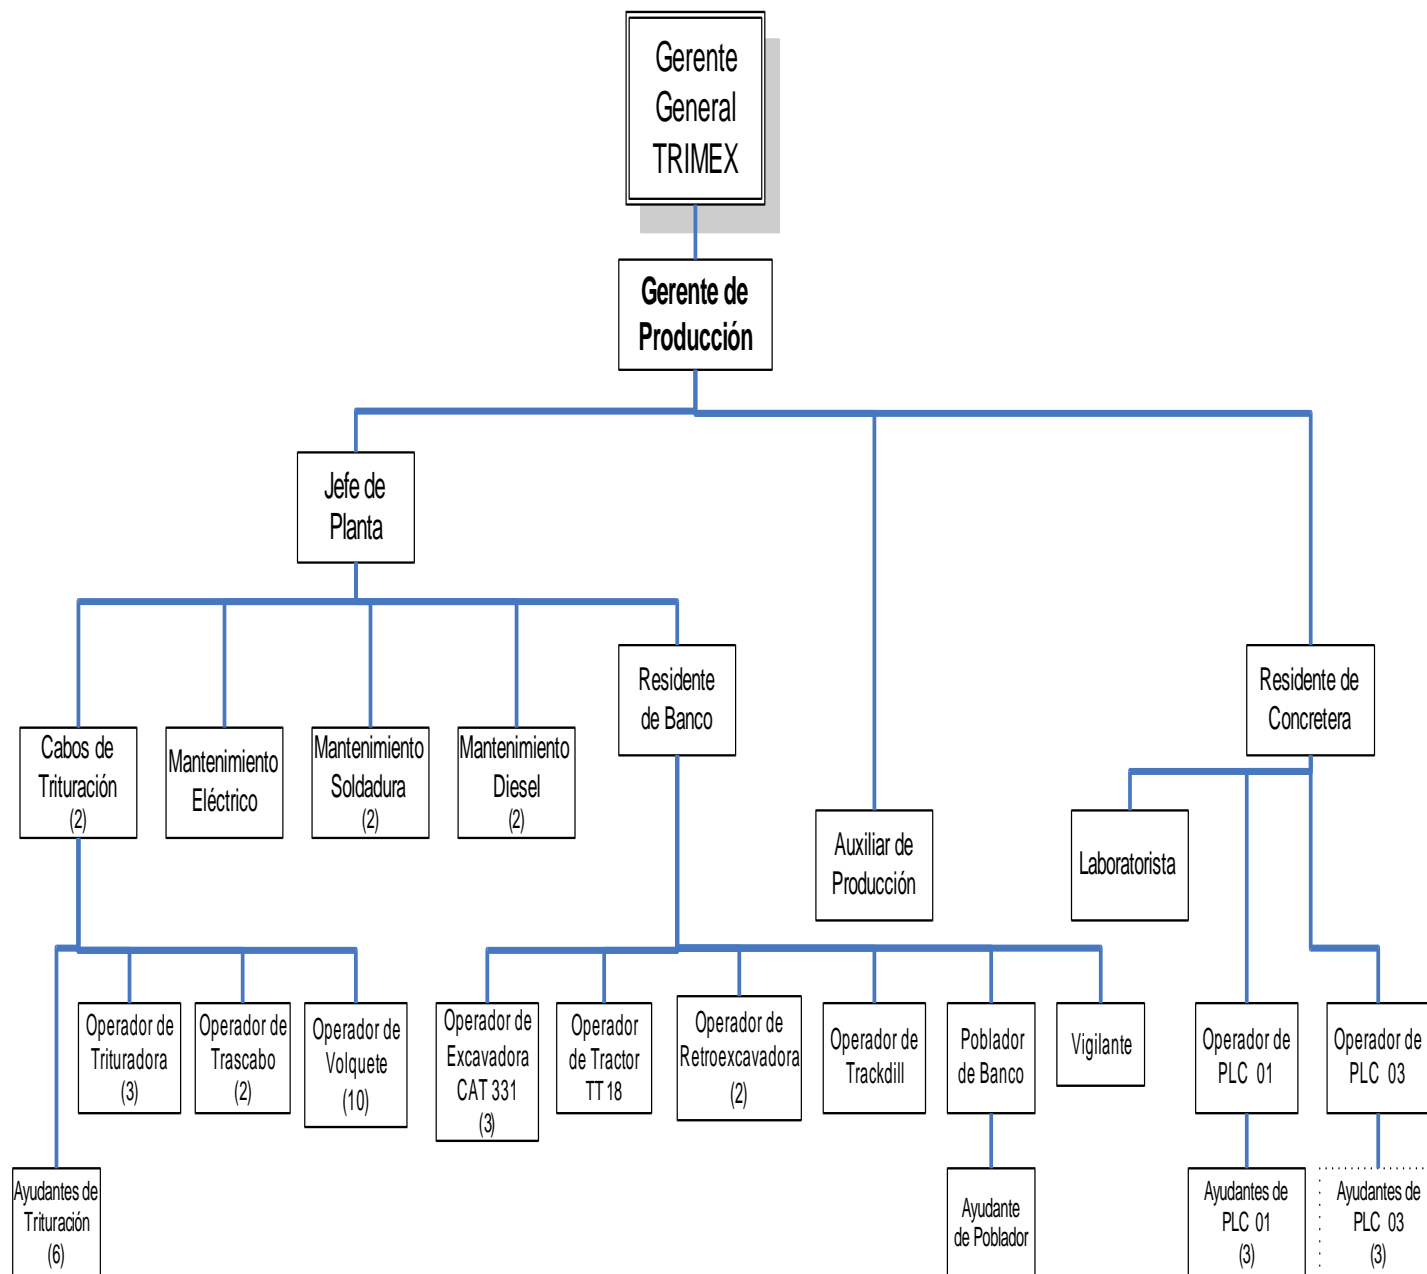 Gerente
General
TRIMEX
Gerente de
Producción
Jefe de
Planta
Residente
de Banco
Residente de
Concretera
Cabos de
Trituración
(2)
Mantenimiento
Eléctrico
Mantenimiento
Soldadura
(2)
Mantenimiento
Diesel
(2)
Auxiliar de
Producción
Laboratorista
Operador de
Trituradora
(3)
Operador de
Trascabo
(2)
Operador de
Volquete
(10)
Operador de
Excavadora
CAT 331
(3)
Operador
de Tractor
TT 18
Operador de
Retroexcavadora
(2)
Operador de
Trackdill
Poblador
de Banco
Vigilante
Operador de
PLC 01
Operador de
PLC 03
Ayudantes de
Trituración
(6)
Ayudante
de Poblador
Ayudantes de
PLC 01
(3)
Ayudantes de
PLC 03
(3)